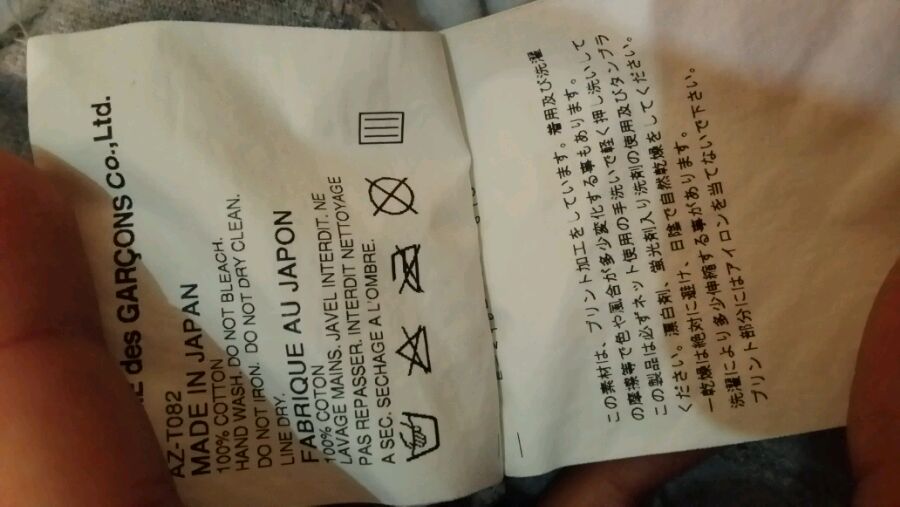 des GARÇONS Co.,Ltd.
AZ-T082
MADE IN JAPAN
100% COTTON
HAND WASH. DO NOT BLEACH.
DO NOT IRON. DO NOT DRY CLEAN.
LINE DRY.
FABRIQUE AU JAPON
100% COTON
LAVAGE MAINS. JAVEL INTERDIT. NE
PAS REPASSER. INTERDIT NETTOYAGE
A SEC. SECHAGE A L'OMBRE.
この素材は、プリント加工をしています。着用及び洗濯
の摩擦等で色や風合が多少変化する事もあります。
この製品は必ずネット使用の手洗いで軽く押し洗いして
ください。漂白剤、蛍光剤入り洗剤の使用及びタンブラ
ー乾燥は絶対に避け、日陰で自然乾燥をしてください。
洗濯により多少伸縮する事があります。
プリント部分にはアイロンを当てないで下さい。